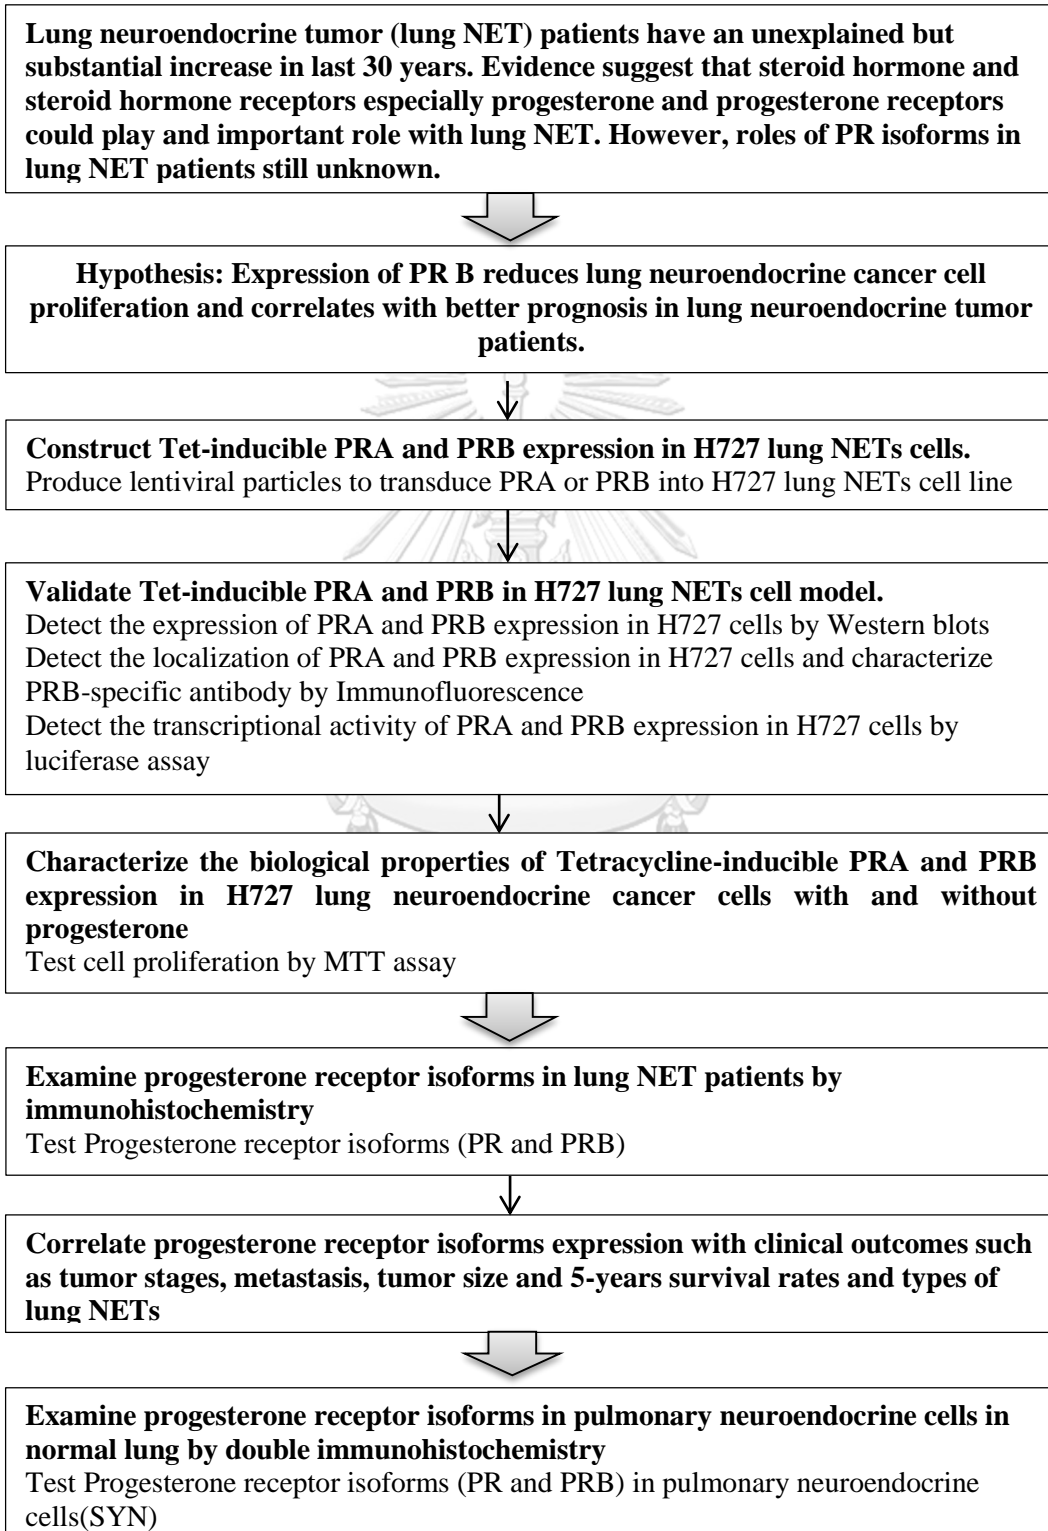 Lung neuroendocrine tumor (lung NET) patients have an unexplained but
substantial increase in last 30 years. Evidence suggest that steroid hormone and
steroid hormone receptors especially progesterone and progesterone receptors
could play and important role with lung NET. However, roles of PR isoforms in
lung NET patients still unknown.
Hypothesis: Expression of PR B reduces lung neuroendocrine cancer cell
proliferation and correlates with better prognosis in lung neuroendocrine tumor
patients.
Construct Tet-inducible PRA and PRB expression in H727 lung NETs cells.
Produce lentiviral particles to transduce PRA or PRB into H727 lung NETs cell line
Validate Tet-inducible PRA and PRB in H727 lung NETs cell model.
Detect the expression of PRA and PRB expression in H727 cells by Western blots
Detect the localization of PRA and PRB expression in H727 cells and characterize
PRB-specific antibody by Immunofluorescence
Detect the transcriptional activity of PRA and PRB expression in H727 cells by
luciferase assay
Characterize the biological properties of Tetracycline-inducible PRA and PRB
expression in H727 lung neuroendocrine cancer cells with and without
progesterone
Test cell proliferation by MTT assay
Examine progesterone receptor isoforms in lung NET patients by
immunohistochemistry
Test Progesterone receptor isoforms (PR and PRB)
Correlate progesterone receptor isoforms expression with clinical outcomes such
as tumor stages, metastasis, tumor size and 5-years survival rates and types of
lung NETs
Examine progesterone receptor isoforms in pulmonary neuroendocrine cells in
normal lung by double immunohistochemistry
Test Progesterone receptor isoforms (PR and PRB) in pulmonary neuroendocrine
cells(SYN)